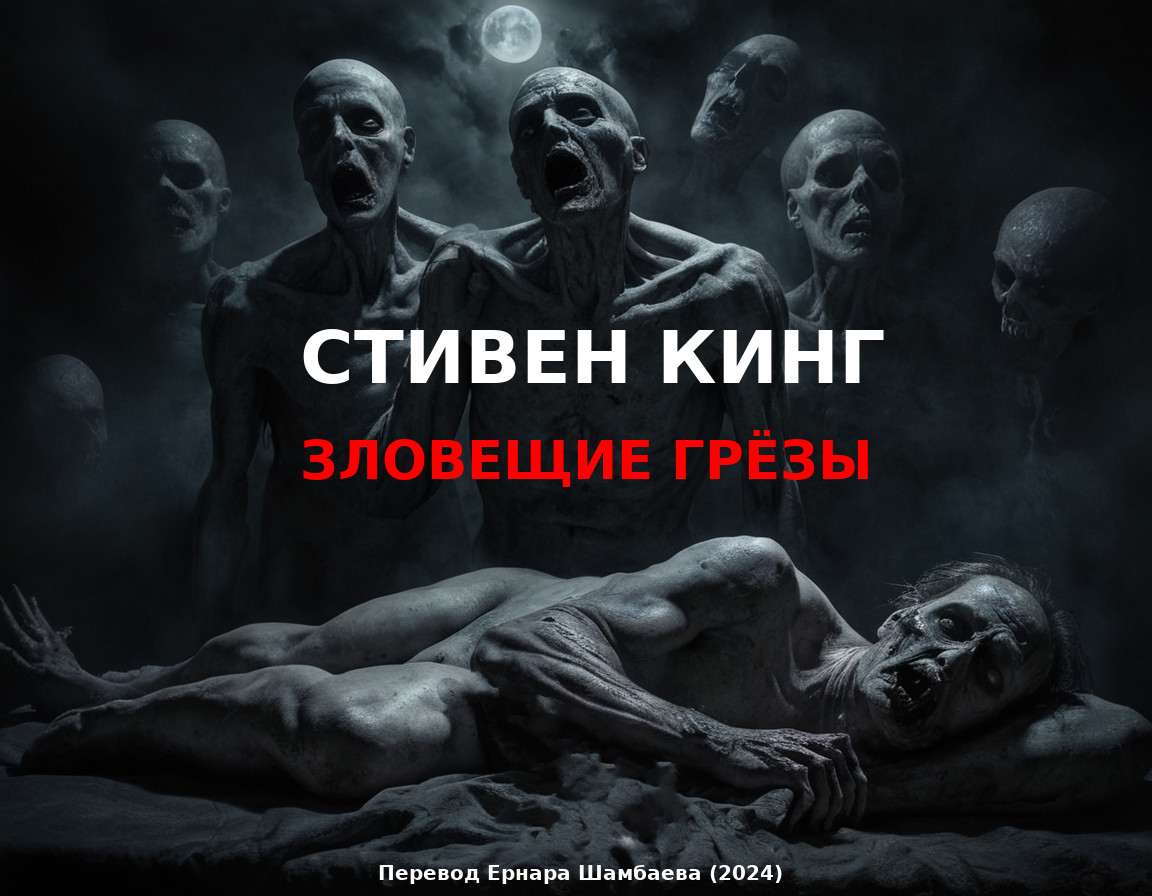 СТИВЕН КИНГ
ЗЛОВЕЩИЕ ГРЁЗЫ
Перевод Ернара Шамбаева (2024)